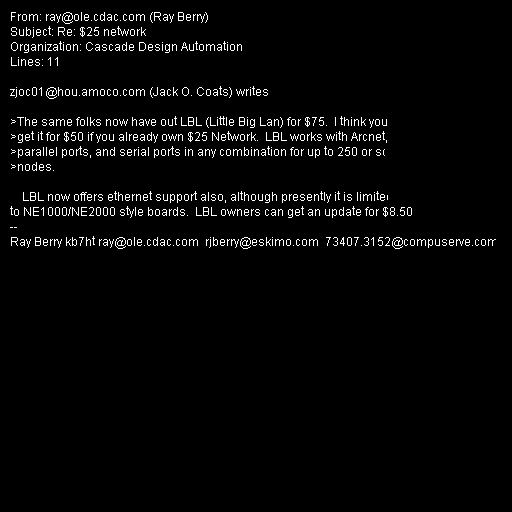 From: ray@ole.cdac.com (Ray Berry)
Subject: Re: $25 network
Organization: Cascade Design Automation
Lines: 11
zjoc01@hou.amoco.com (Jack O. Coats) writes
>The same folks now have out LBL (Little Big Lan) for $75.  I think you
>get it for $50 if you already own $25 Network.  LBL works with Arcnet,
>parallel ports, and serial ports in any combination for up to 250 or
>nodes.
LBL now offers ethernet support also, although presently it is
to NE1000/NE2000 style boards.  LBL owners can get an update for $8.50
--
Ray Berry kb7ht ray@ole.cdac.com  rjberry@eskimo.com  73407.3152@compuserve.com